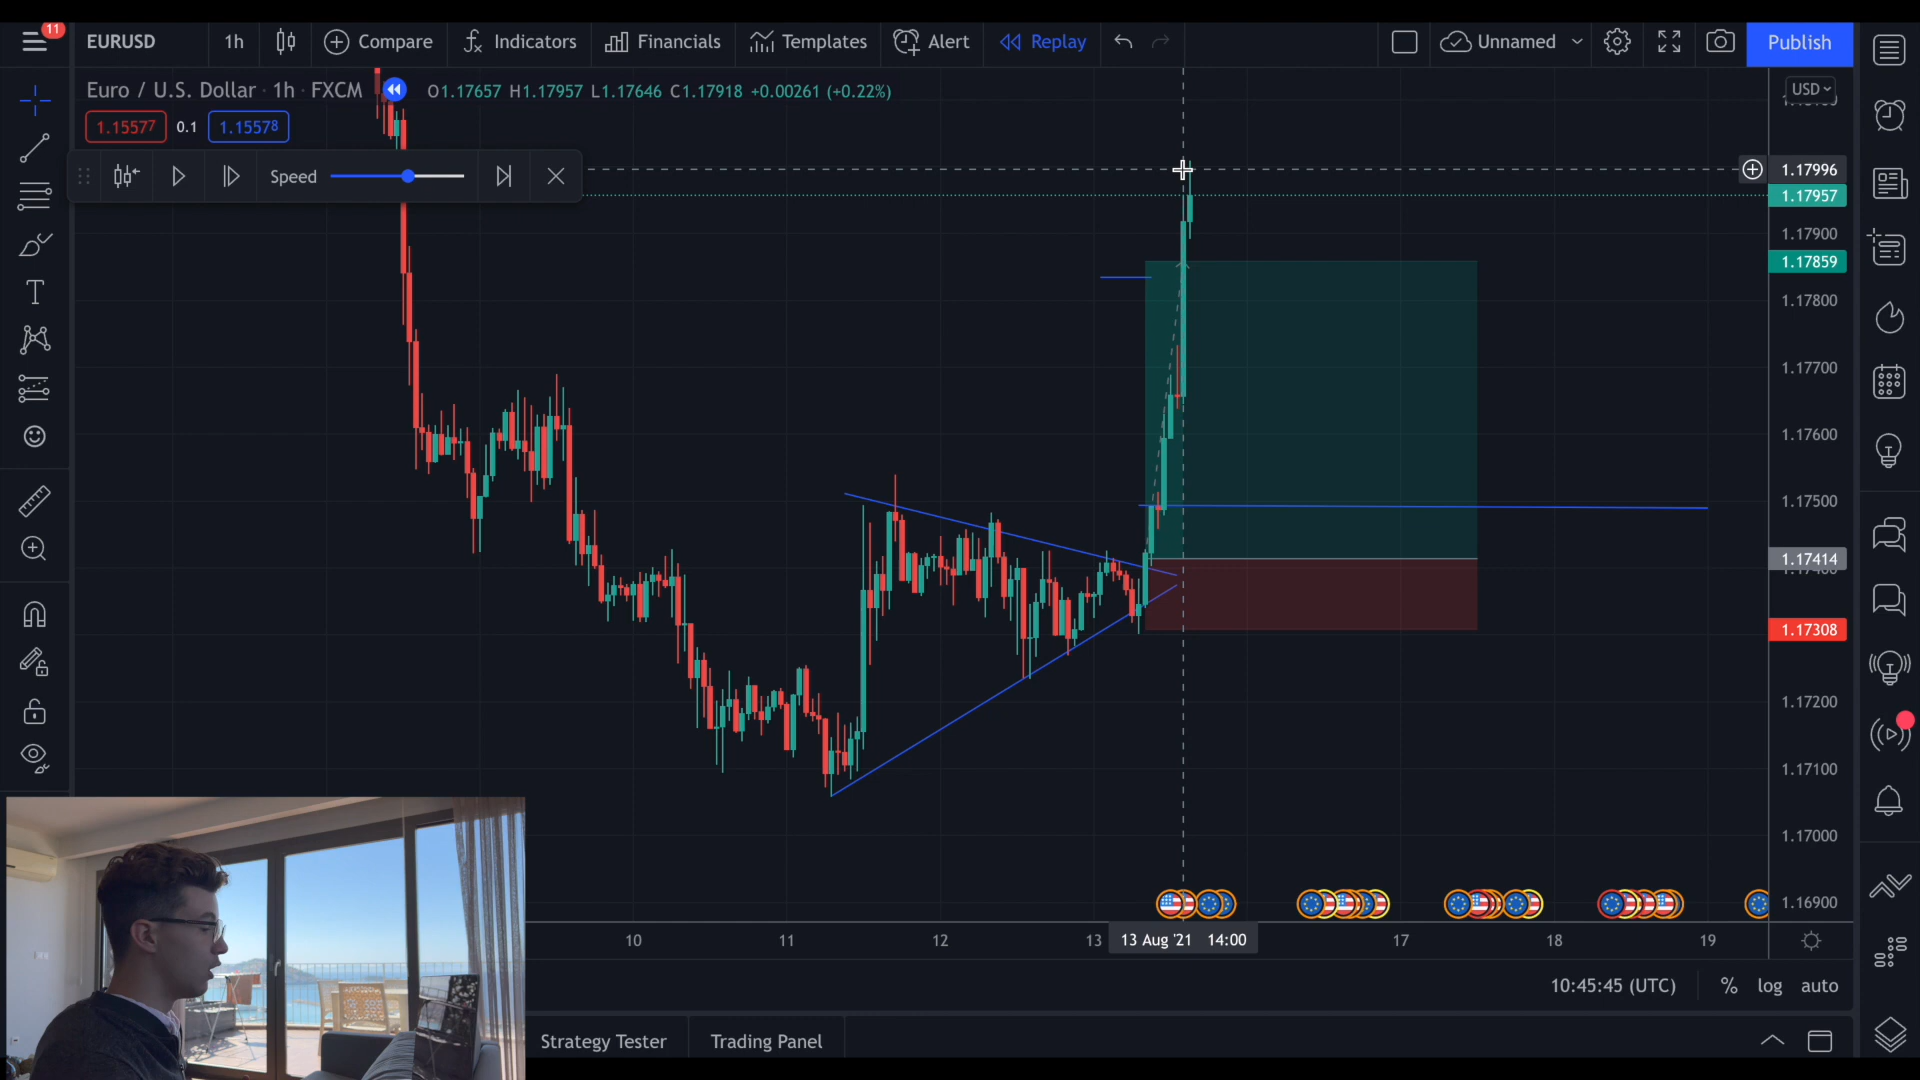 11
EURUSD 1h Compare Indicators Financials Templates Alert Replay Unnamed Publish
Euro / U.S. Dollar · 1h · FXCM O1.17657 H1.17957 L1.17646 C1.17918 +0.00261 (+0.22%)
USD
1.15577 0.1 1.15578
Speed
1.17996
1.17957
1.17900
1.17859
1.17800
1.17700
1.17600
1.17500
1.17414
1.17308
1.17200
1.17100
1.17000
1.16900
10 11 12 13 13 Aug '21 14:00 17 18 19
10:45:45 (UTC) % log auto
Strategy Tester Trading Panel